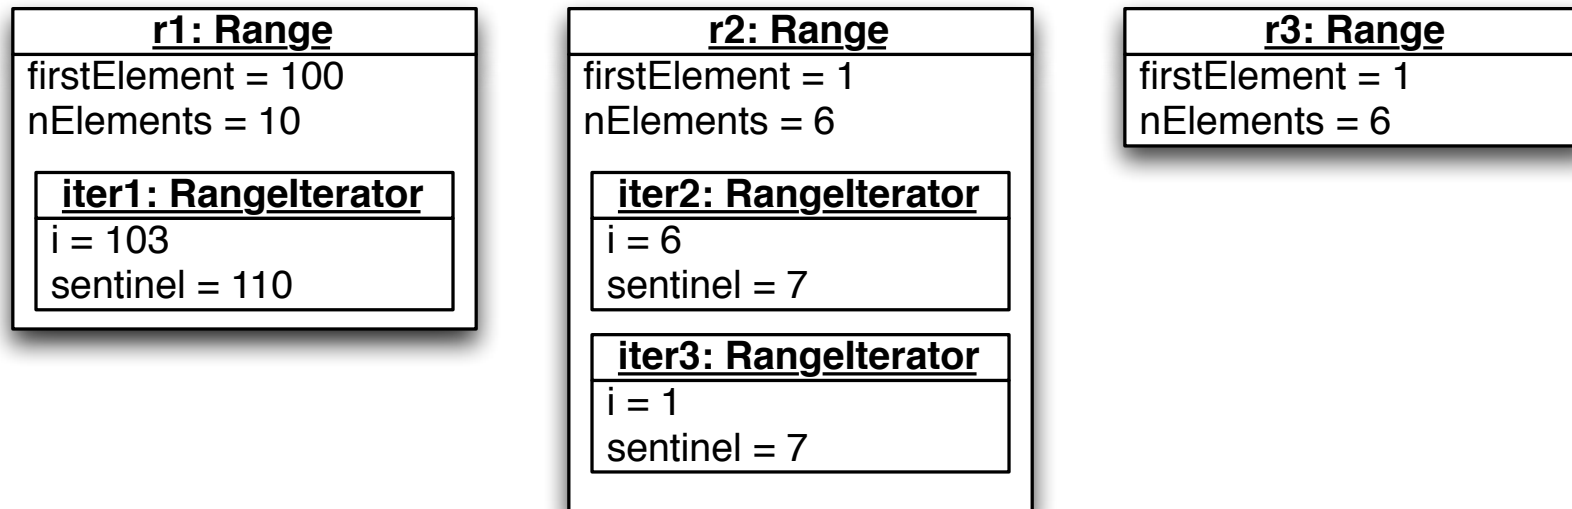 r1: Range
firstElement = 100
nElements = 10
iter1: RangeIterator
i = 103
sentinel = 110
r2: Range
firstElement = 1
nElements = 6
iter2: RangeIterator
i = 6
sentinel = 7
iter3: RangeIterator
i = 1
sentinel = 7
r3: Range
firstElement = 1
nElements = 6